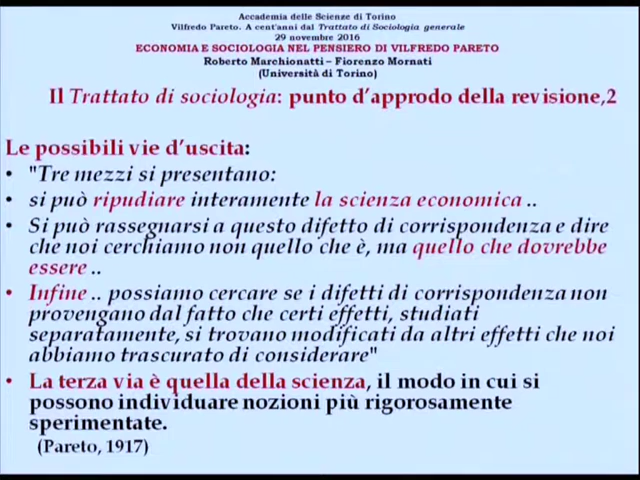 Accademia delle Scienze di Torino
Vilfredo Pareto. A cent'anni dal Trattato di Sociologia generale
29 novembre 2016
ECONOMIA E SOCIOLOGIA NEL PENSIERO DI VILFREDO PARETO
Roberto Marchionatti – Fiorenzo Mornati
(Università di Torino)
Il Trattato di sociologia: punto d'approdo della revisione,2
Le possibili vie d'uscita:
• "Tre mezzi si presentano:
• si può ripudiare interamente la scienza economica ..
• Si può rassegnarsi a questo difetto di corrispondenza e dire
che noi cerchiamo non quello che è, ma quello che dovrebbe
essere ..
• Infine .. possiamo cercare se i difetti di corrispondenza non
provengano dal fatto che certi effetti, studiati
separatamente, si trovano modificati da altri effetti che noi
abbiamo trascurato di considerare"
• La terza via è quella della scienza, il modo in cui si
possono individuare nozioni più rigorosamente
sperimentate.
(Pareto, 1917)